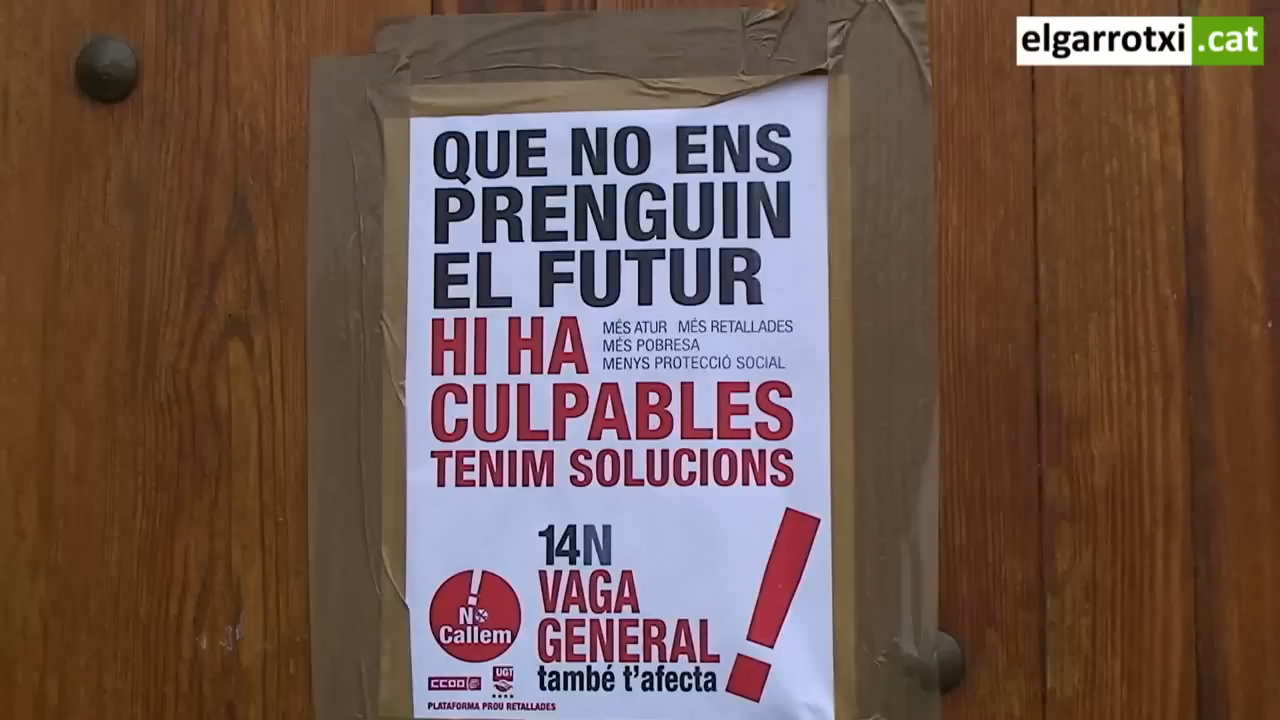 elgarrotxi.cat
QUE NO ENS
PRENGUIN
EL FUTUR
HI HA
MÉS ATUR MÉS RETALLADES
MÉS POBRESA
MENYS PROTECCIÓ SOCIAL
CULPABLES
TENIM SOLUCIONS
14N
VAGA
GENERAL
també t'afecta
!
No
Callem
CCOO
UGT
PLATAFORMA PROU RETALLADES